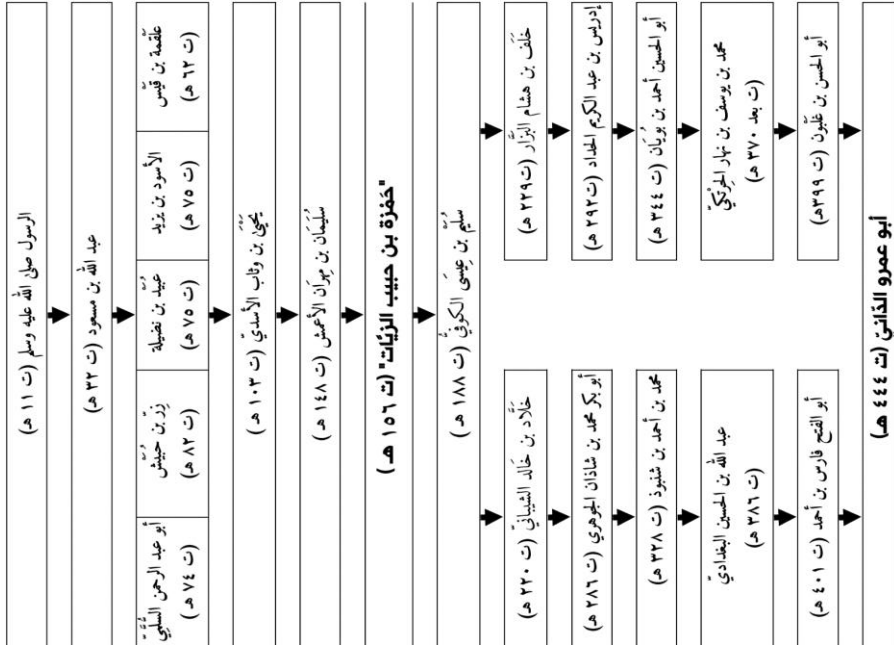 الرسول صلى الله عليه وسلم (ت ١١ هـ)
عبد الله بن مسعود (ت ٣٢ هـ)
علقمة بن قيس
(ت ٦٢ هـ)
الأسود بن يزيد
(ت ٧٥ هـ)
عبيد بن نضيلة
(ت ٧٥ هـ)
زر بن حبيش
(ت ٨٢ هـ)
أبو عبد الرحمن السلمي
(ت ٧٤ هـ)
يحيى بن وثاب الأسدي (ت ١٠٣ هـ)
سليمان بن مهران الأعمش (ت ١٤٨ هـ)
"حمزة بن حبيب الزيات" (ت ١٥٦ هـ)
سليم بن عيسى الكوفي (ت ١٨٨ هـ)
خلف بن هشام البزار (ت ٢٢٩ هـ)
إدريس بن عبد الكريم الحداد (ت ٢٩٢ هـ)
أبو الحسين أحمد بن بويان (ت ٣٤٤ هـ)
محمد بن يوسف بن نهار الحرتكي
(ت بعد ٣٧٠ هـ)
أبو الحسن بن غلبون (ت ٣٩٩ هـ)
خلاد بن خالد الشيباني (ت ٢٢٠ هـ)
أبو بكر محمد بن شاذان الجوهري (ت ٢٨٦ هـ)
محمد بن أحمد بن شنبوذ (ت ٣٢٨ هـ)
عبد الله بن الحسين البغدادي
(ت ٣٨٦ هـ)
أبو الفتح فارس بن أحمد (ت ٤٠١ هـ)
أبو عمرو الداني (ت ٤٤٤ هـ)